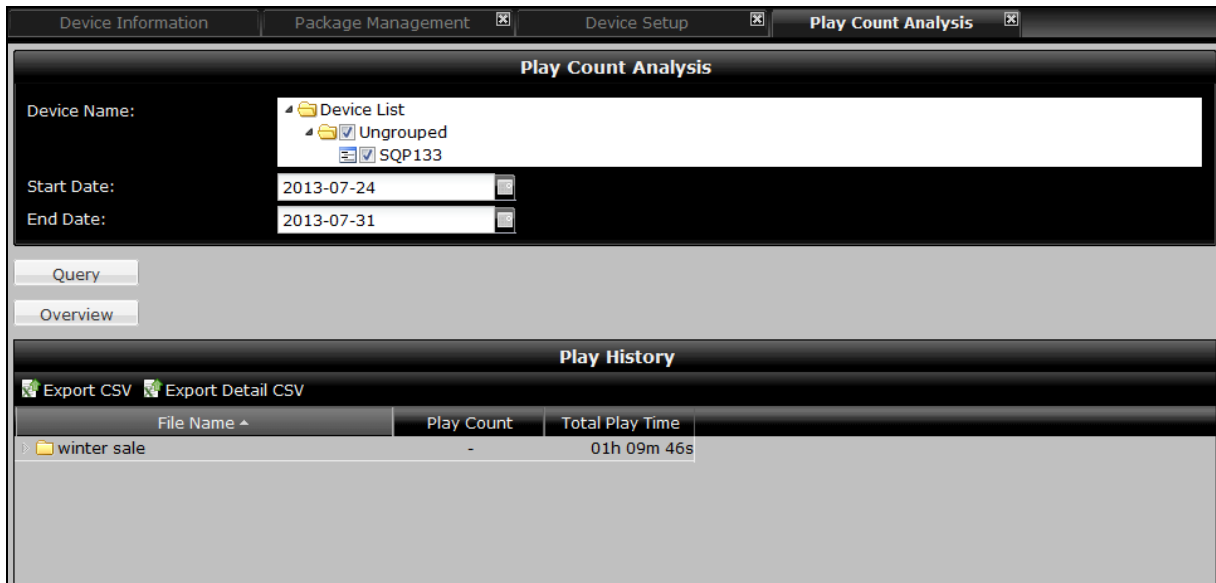 Device Information Package Management Device Setup Play Count Analysis
Play Count Analysis
Device Name:
Device List
Ungrouped
SQP133
Start Date: 2013-07-24
End Date: 2013-07-31
Query
Overview
Play History
Export CSV Export Detail CSV
File Name Play Count Total Play Time
winter sale - 01h 09m 46s